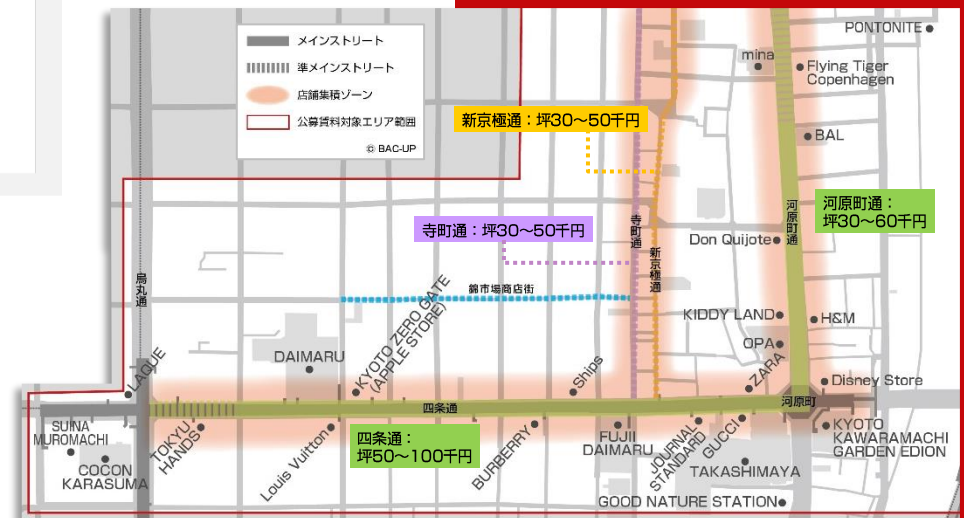 メインストリート
準メインストリート
店舗集積ゾーン
公募賃料対象エリア範囲
© BAC-UP
PONTONITE
mina
Flying Tiger
Copenhagen
新京極通：坪30～50千円
BAL
河原町通：
坪30～60千円
寺町通：坪30～50千円
寺町通
新京極通
河原町通
Don Quijote
烏丸通
錦市場商店街
KIDDY LAND
H&M
OPA
DAIMARU
KYOTO ZERO GATE
(APPLE STORE)
LAQUE
Ships
ZARA
Disney Store
四条通
河原町
SUINA
MUROMACHI
COCON
KARASUMA
TOKYU
HANDS
Louis Vuitton
四条通：
坪50～100千円
BURBERRY
FUJII
DAIMARU
JOURNAL
STANDARD
GUCCI
TAKASHIMAYA
KYOTO
KAWARAMACHI
GARDEN EDION
GOOD NATURE STATION